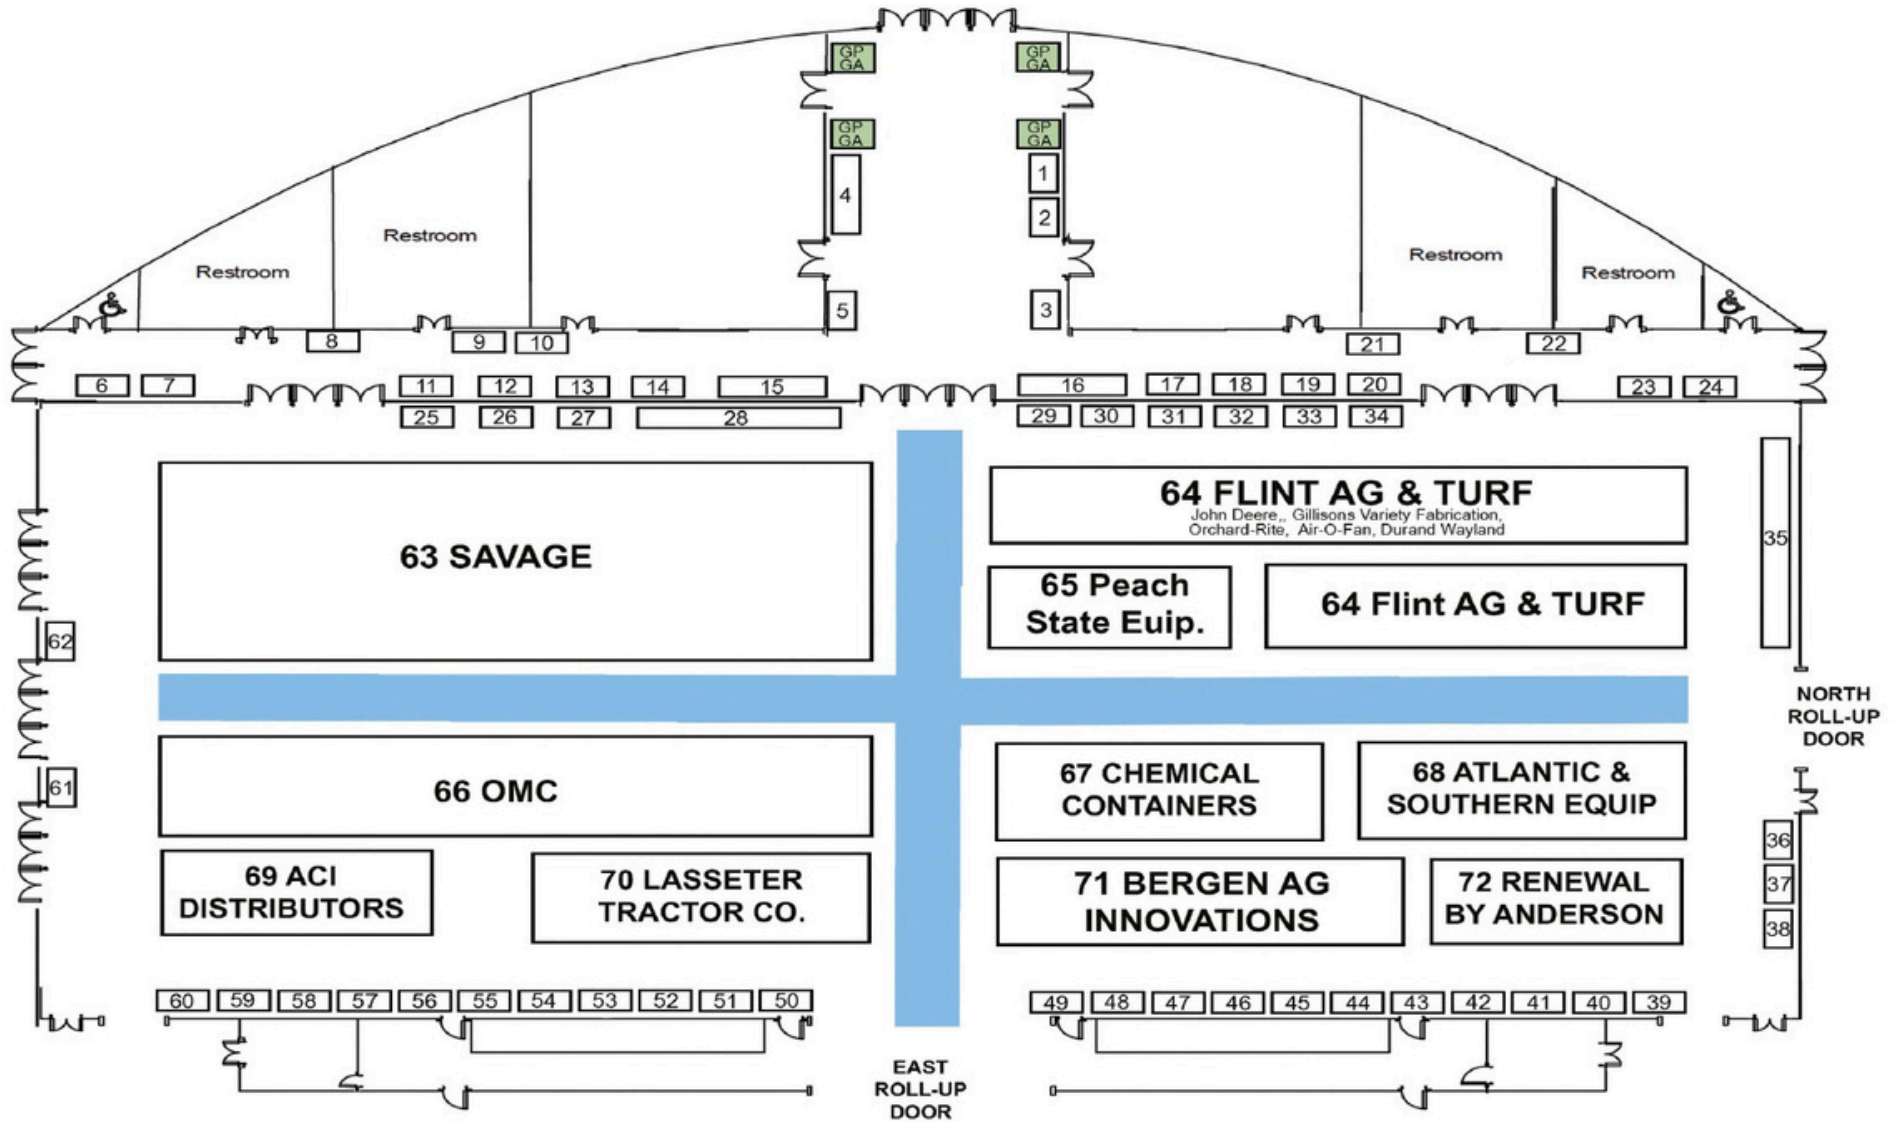 GP
GA
GP
GA
GP
GA
GP
GA
1
4
2
Restroom
Restroom
Restroom
Restroom
5
3
8
9
10
21
22
6
7
11
12
13
14
15
16
17
18
19
20
23
24
25
26
27
28
29
30
31
32
33
34
63 SAVAGE
64 FLINT AG & TURF
John Deere,, Gillisons Variety Fabrication,
Orchard-Rite, Air-O-Fan, Durand Wayland
35
65 Peach
State Euip.
64 Flint AG & TURF
62
NORTH
ROLL-UP
DOOR
61
66 OMC
67 CHEMICAL
CONTAINERS
68 ATLANTIC &
SOUTHERN EQUIP
36
37
38
69 ACI
DISTRIBUTORS
70 LASSETER
TRACTOR CO.
71 BERGEN AG
INNOVATIONS
72 RENEWAL
BY ANDERSON
60
59
58
57
56
55
54
53
52
51
50
49
48
47
46
45
44
43
42
41
40
39
EAST
ROLL-UP
DOOR